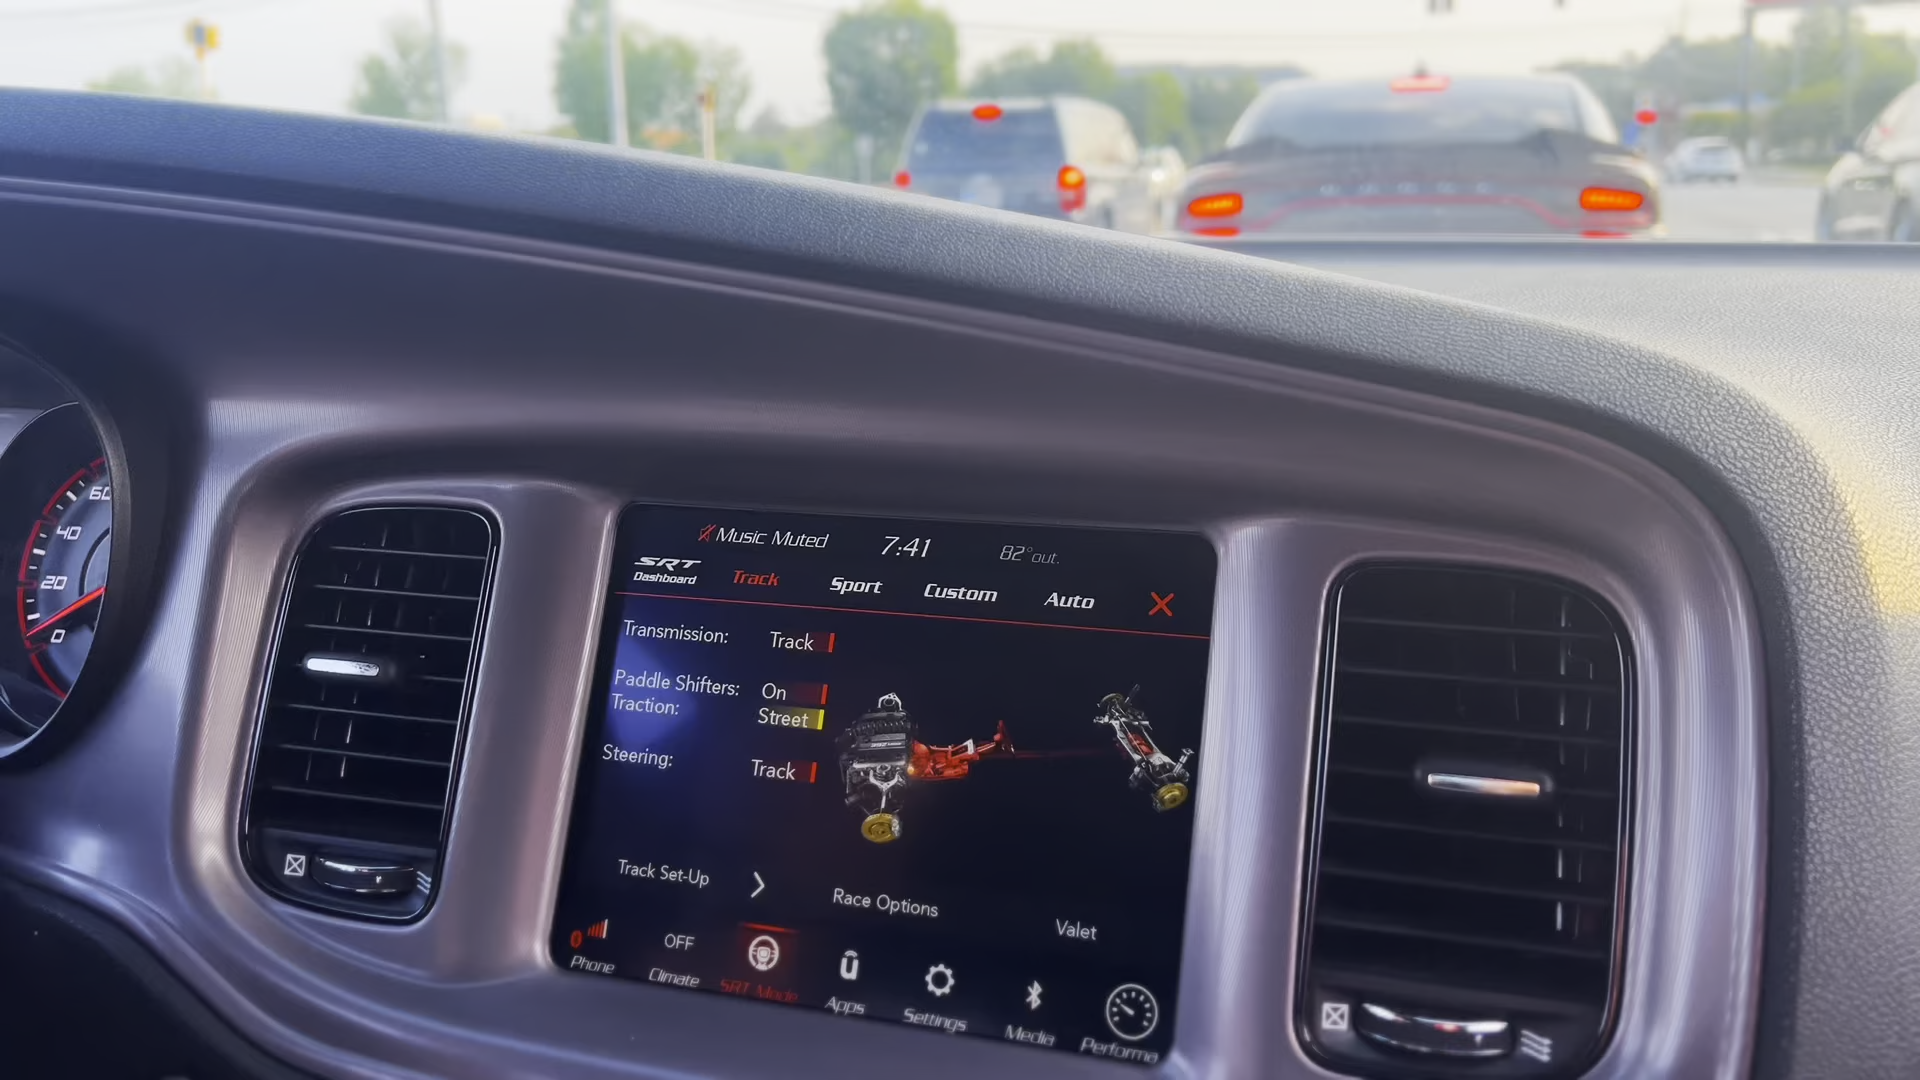 DODGE
60
40
20
0
Music Muted 7:41 82° out.
SRT
Dashboard Track Sport Custom Auto
Transmission: Track
Paddle Shifters: On
Traction: Street
Steering: Track
Track Set-Up
Race Options
Valet
OFF
Phone Climate SRT Mode Apps Settings Media Performa